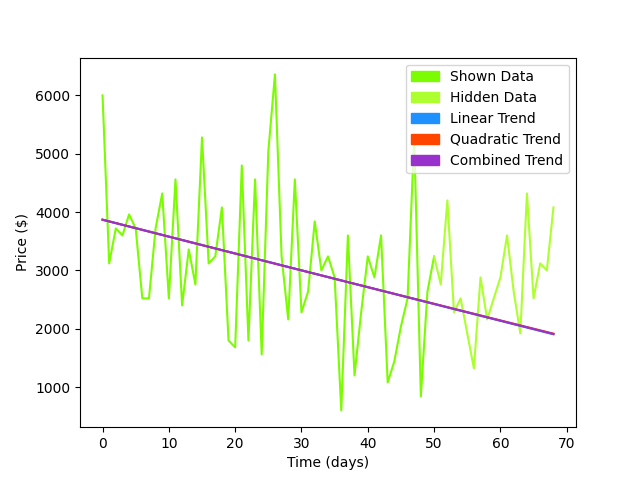 Shown Data
Hidden Data
Linear Trend
Quadratic Trend
Combined Trend
6000
5000
4000
3000
2000
1000
Price ($)
0 10 20 30 40 50 60 70
Time (days)